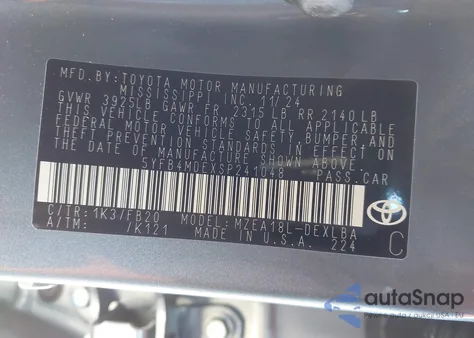 MFD.BY:TOYOTA MOTOR MANUFACTURING
MISSISSIPPI, INC. 11/24
GVWR 3925LB GAWR FR 2315 LB RR 2140 LB
THIS VEHICLE CONFORMS TO ALL APPLICABLE
FEDERAL MOTOR VEHICLE SAFETY, BUMPER AND
THEFT PREVENTION STANDARDS IN EFFECT ON
THE DATE OF MANUFACTURE SHOWN ABOVE.
5YFB4MDEXSP241048 PASS.CAR
C/TR: 1K3/FB20 MODEL: MZEA18L-DEXLBA
A/TM: /K121 MADE IN U.S.A. 224
TOYOTA
C
autoSnap